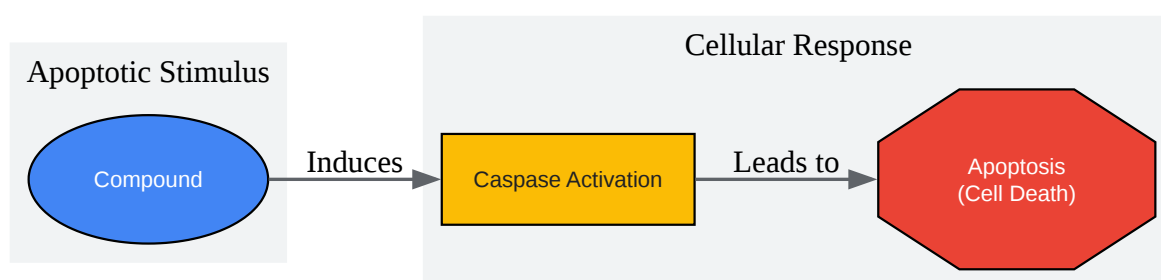 Cellular Response
Apoptotic Stimulus
Compound
Induces
Caspase Activation
Leads to
Apoptosis
(Cell Death)